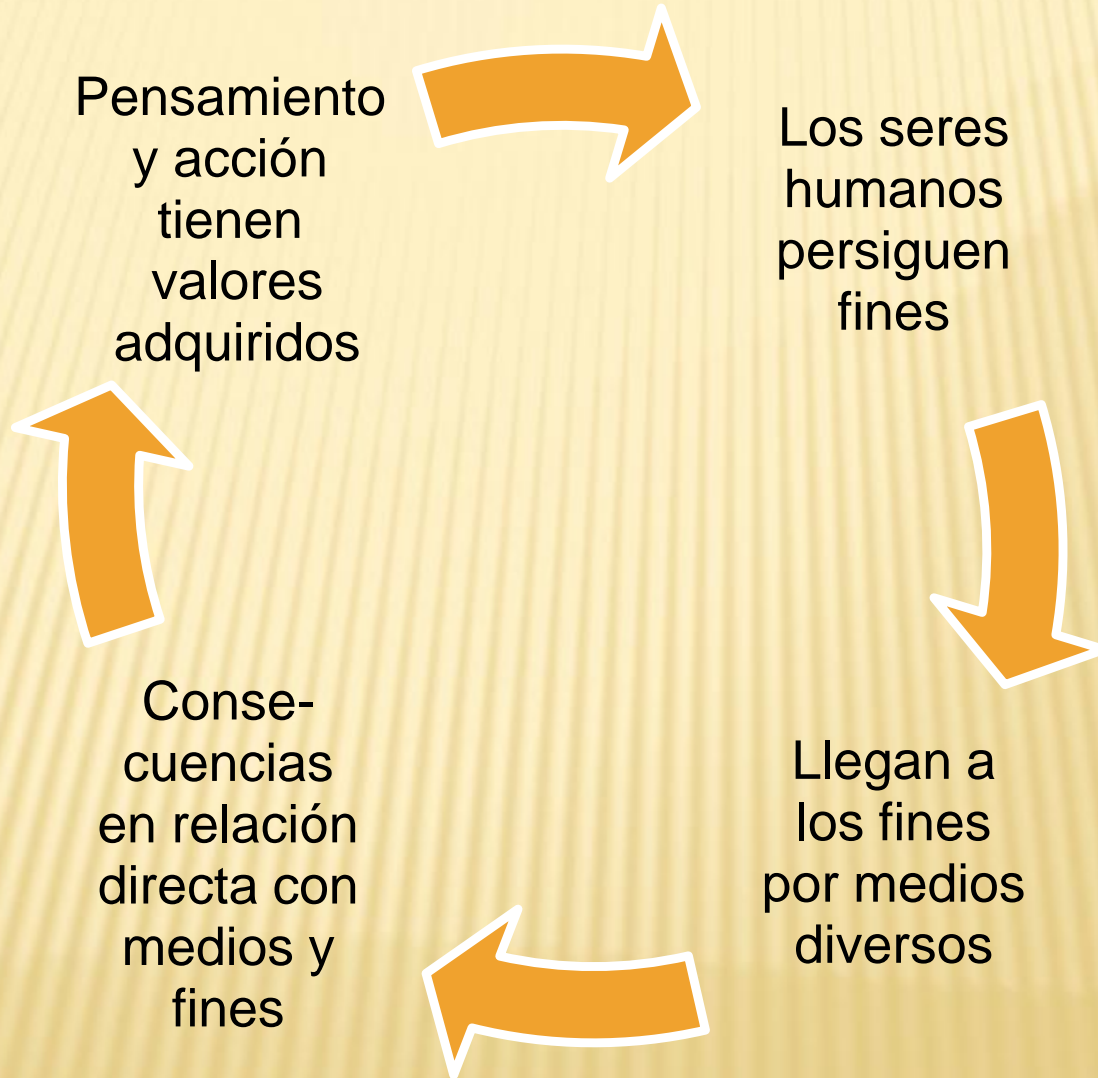 Pensamiento
y acción
tienen
valores
adquiridos
Los seres
humanos
persiguen
fines
Llegan a
los fines
por medios
diversos
Conse-
cuencias
en relación
directa con
medios y
fines